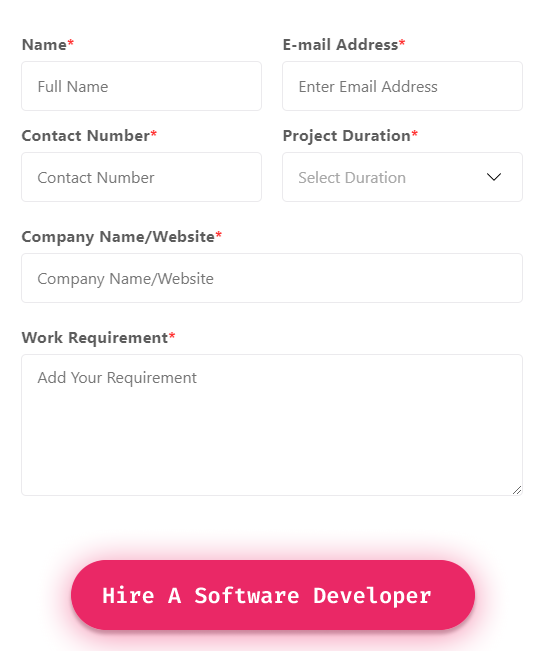 Name* E-mail Address*
Full Name Enter Email Address
Contact Number* Project Duration*
Contact Number Select Duration
Company Name/Website*
Company Name/Website
Work Requirement*
Add Your Requirement
Hire A Software Developer